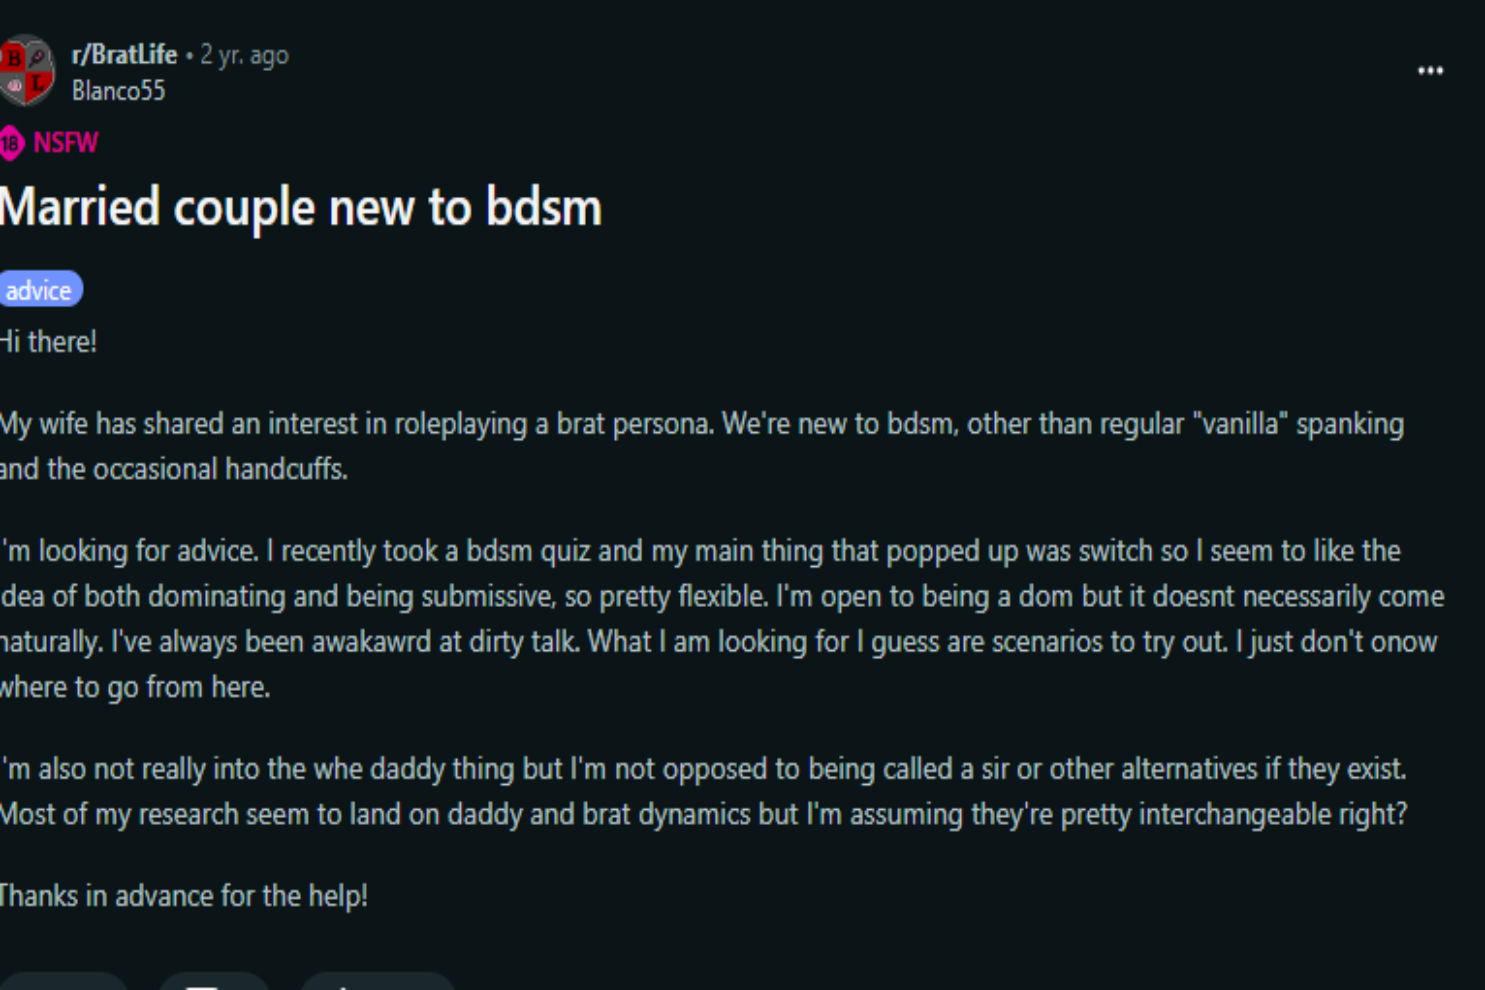 r/BratLife • 2 yr. ago
Blanco55
18 NSFW
Married couple new to bdsm
advice
Hi there!
My wife has shared an interest in roleplaying a brat persona. We're new to bdsm, other than regular "vanilla" spanking
and the occasional handcuffs.
I'm looking for advice. I recently took a bdsm quiz and my main thing that popped up was switch so I seem to like the
idea of both dominating and being submissive, so pretty flexible. I'm open to being a dom but it doesnt necessarily come
naturally. I've always been awakawrd at dirty talk. What I am looking for I guess are scenarios to try out. I just don't onow
where to go from here.
I'm also not really into the whe daddy thing but I'm not opposed to being called a sir or other alternatives if they exist.
Most of my research seem to land on daddy and brat dynamics but I'm assuming they're pretty interchangeable right?
Thanks in advance for the help!